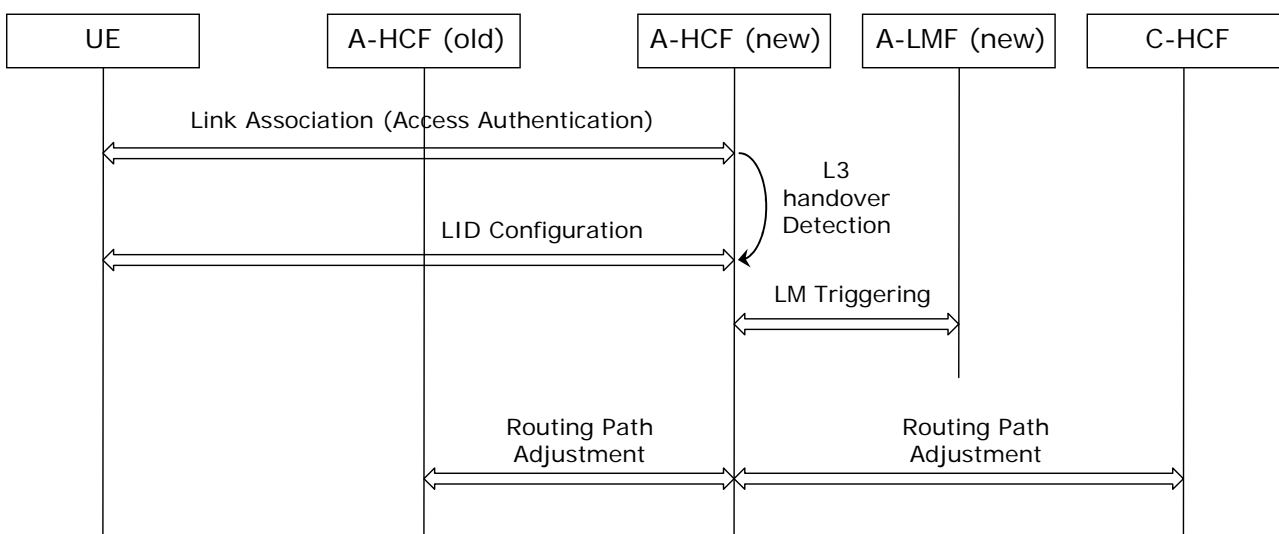 UE
A-HCF (old)
A-HCF (new)
A-LMF (new)
C-HCF
Link Association (Access Authentication)
L3
handover
Detection
LID Configuration
LM Triggering
Routing Path
Adjustment
Routing Path
Adjustment